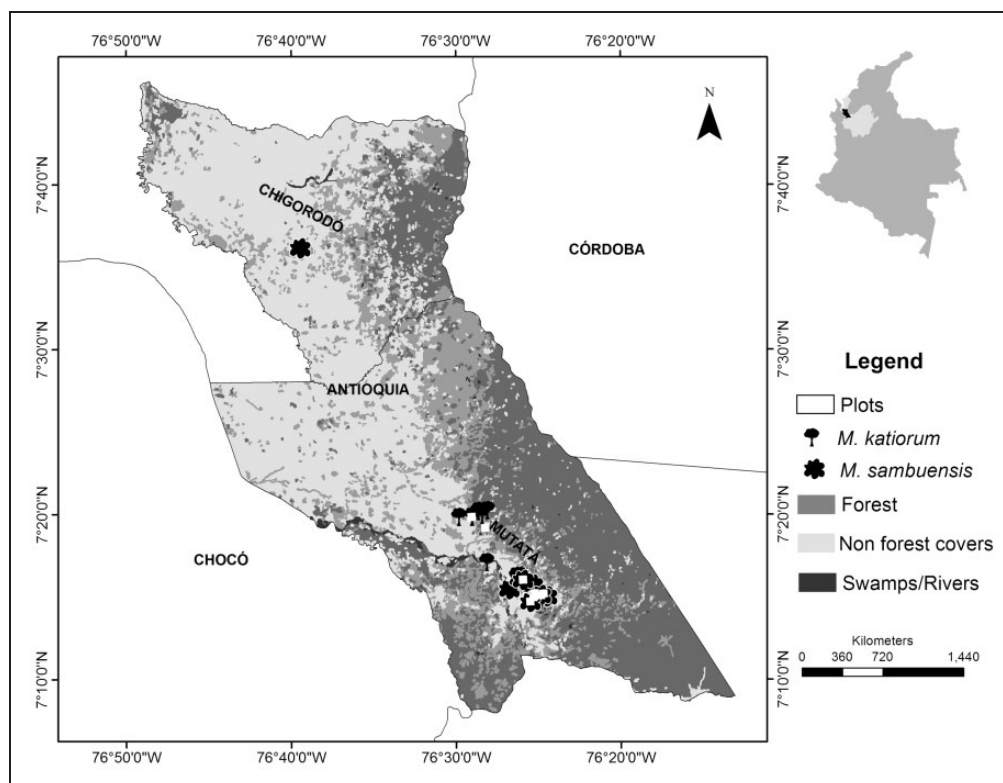 76°50'0"W 76°40'0"W 76°30'0"W 76°20'0"W
N
7°40'0"N
7°40'0"N
CHIGORODÓ
CÓRDOBA
7°30'0"N
7°30'0"N
ANTIOQUIA
Legend
Plots
M. katiorum
M. sambuensis
Forest
Non forest covers
Swamps/Rivers
7°20'0"N
7°20'0"N
MUTATÁ
CHOCÓ
Kilometers
0 360 720 1,440
7°10'0"N
7°10'0"N
76°50'0"W 76°40'0"W 76°30'0"W 76°20'0"W